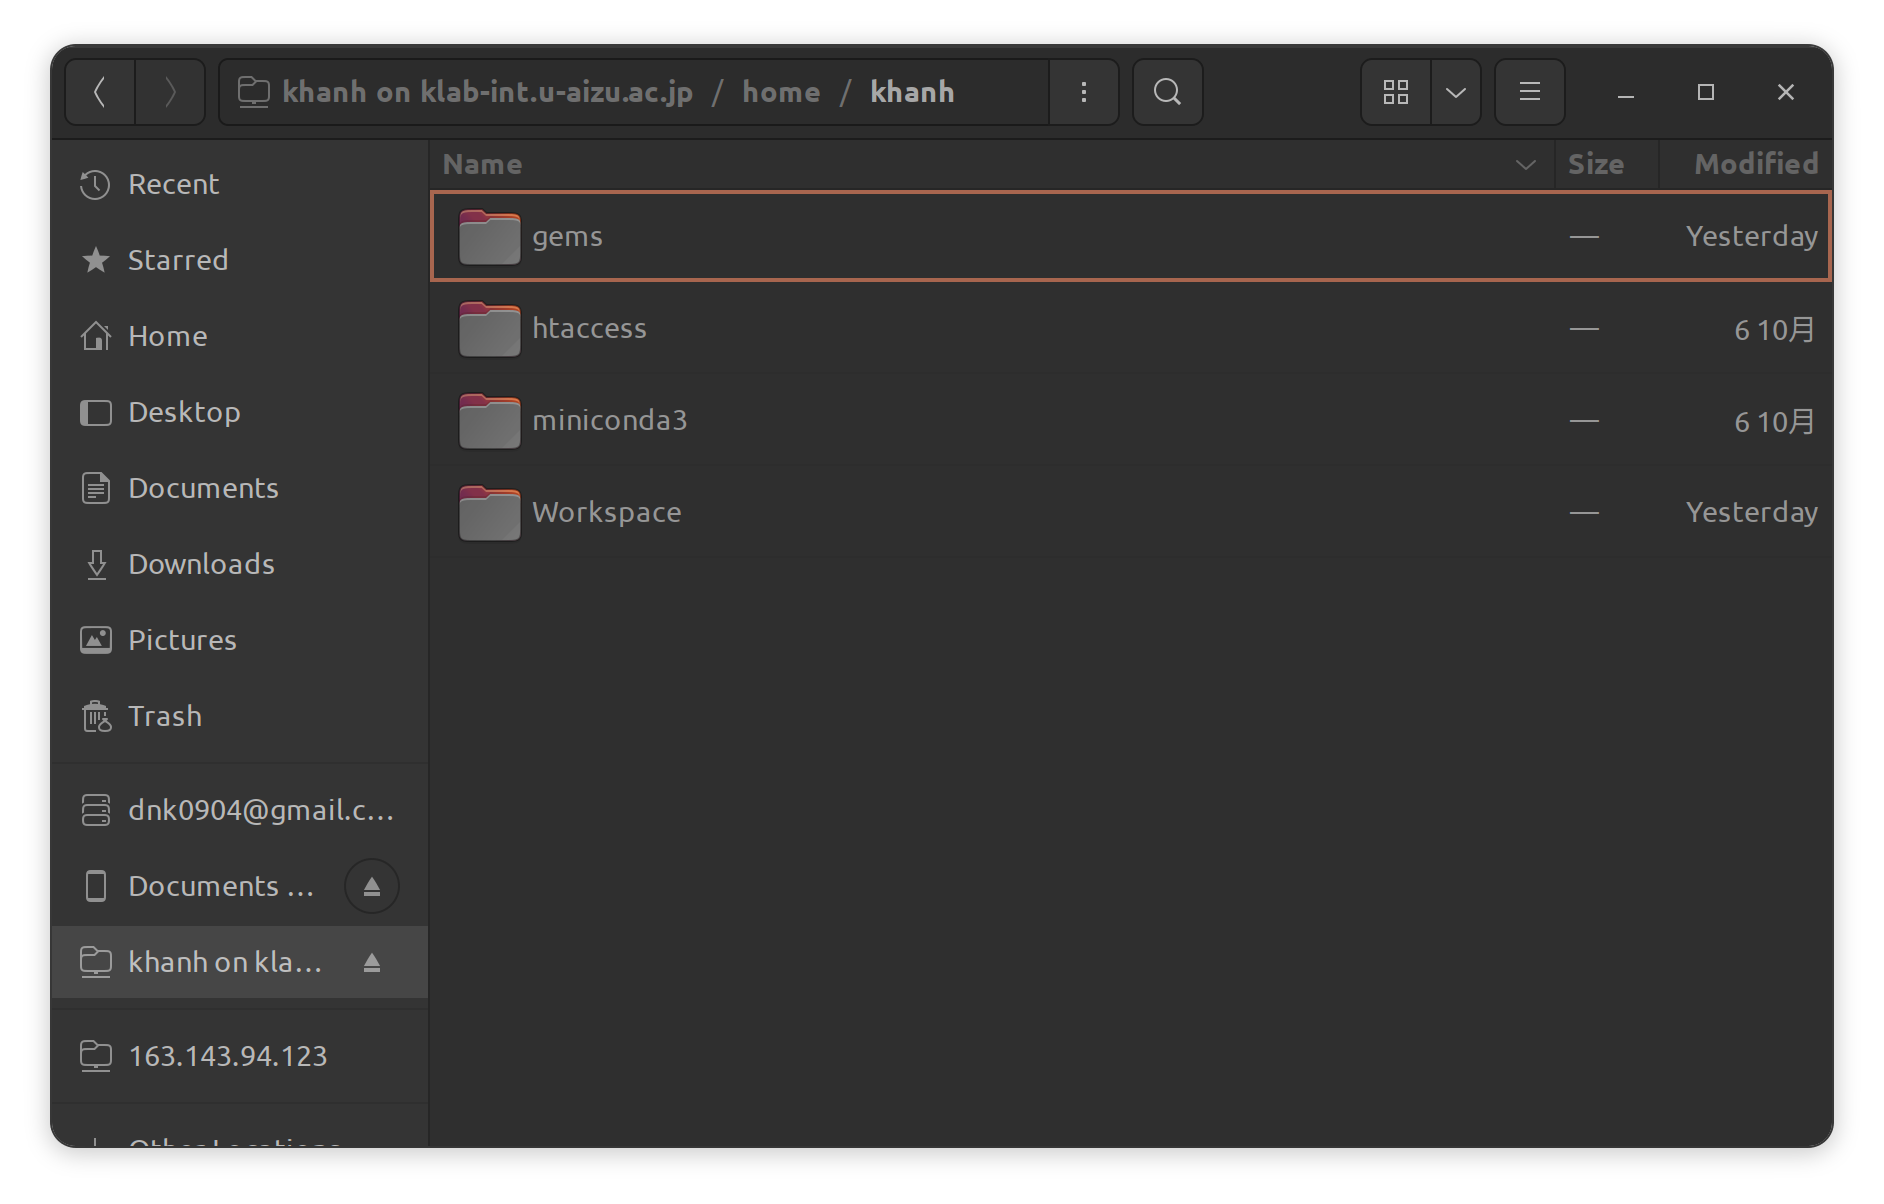 khanh on klab-int.u-aizu.ac.jp / home / khanh
Name Size Modified
Recent
Starred
Home
Desktop
Documents
Downloads
Pictures
Trash
dnk0904@gmail.c...
Documents ...
khanh on kla...
163.143.94.123
Other Locations
gems — Yesterday
htaccess — 6 10月
miniconda3 — 6 10月
Workspace — Yesterday